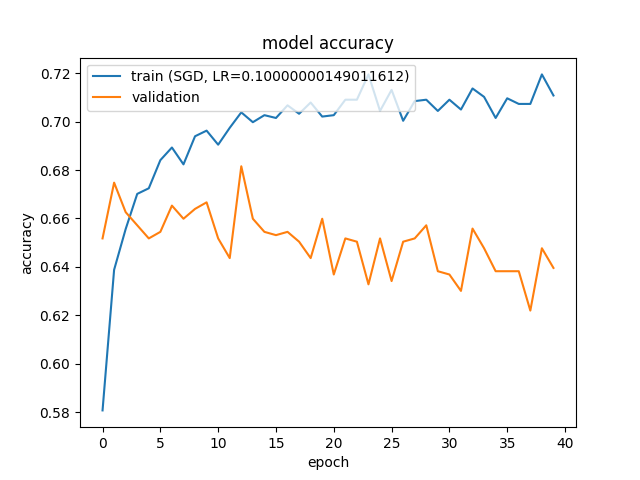 model accuracy
train (SGD, LR=0.10000000149011612)
validation
accuracy
0.72
0.70
0.68
0.66
0.64
0.62
0.60
0.58
0 5 10 15 20 25 30 35 40
epoch